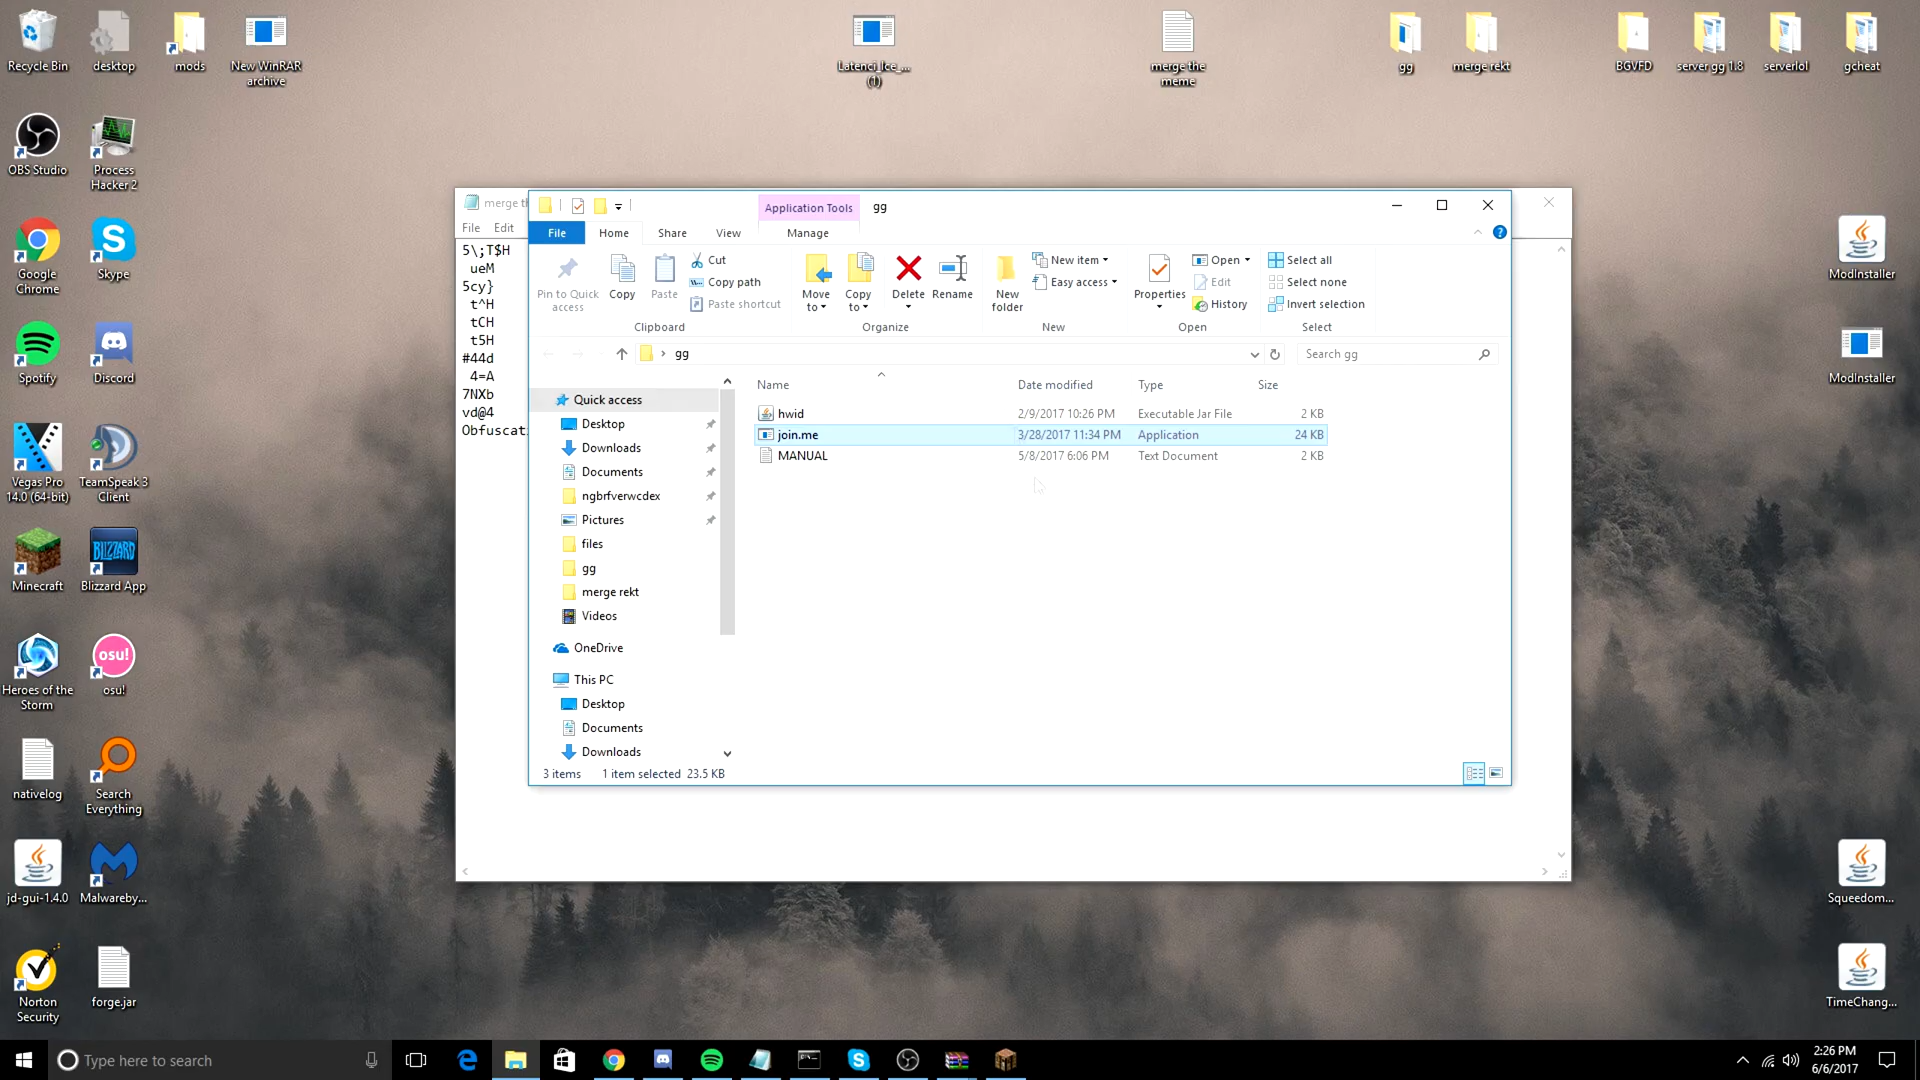 Recycle Bin
desktop
mods
New WinRAR
archive
Latenci_Ice_...
(1)
merge the
meme
gg
merge rekt
BGVFD
server gg 1.8
serverlol
gcheat
OBS Studio
Process
Hacker 2
Google
Chrome
Skype
Spotify
Discord
Vegas Pro
14.0 (64-bit)
TeamSpeak 3
Client
Minecraft
Blizzard App
BLIZZARD
Heroes of the
Storm
osu!
osu!
nativelog
Search
Everything
jd-gui-1.4.0
Malwareby...
Norton
Security
forge.jar
ModInstaller
ModInstaller
Squeedom...
TimeChang...
merge th
File Edit
5\;T$H
ueM
5cy}
t^H
tCH
t5H
#44d
4=A
7NXb
vd@4
Obfuscati
Application Tools
gg
File
Home
Share
View
Manage
Pin to Quick
access
Copy
Paste
Cut
Copy path
Paste shortcut
Clipboard
Move
to
Copy
to
Delete
Rename
Organize
New
folder
New item
Easy access
New
Properties
Open
Edit
History
Open
Select all
Select none
Invert selection
Select
gg
Search gg
Name
Date modified
Type
Size
hwid 2/9/2017 10:26 PM Executable Jar File 2 KB
join.me 3/28/2017 11:34 PM Application 24 KB
MANUAL 5/8/2017 6:06 PM Text Document 2 KB
Quick access
Desktop
Downloads
Documents
ngbrfverwcdex
Pictures
files
gg
merge rekt
Videos
OneDrive
This PC
Desktop
Documents
Downloads
3 items 1 item selected 23.5 KB
Type here to search
2:26 PM
6/6/2017